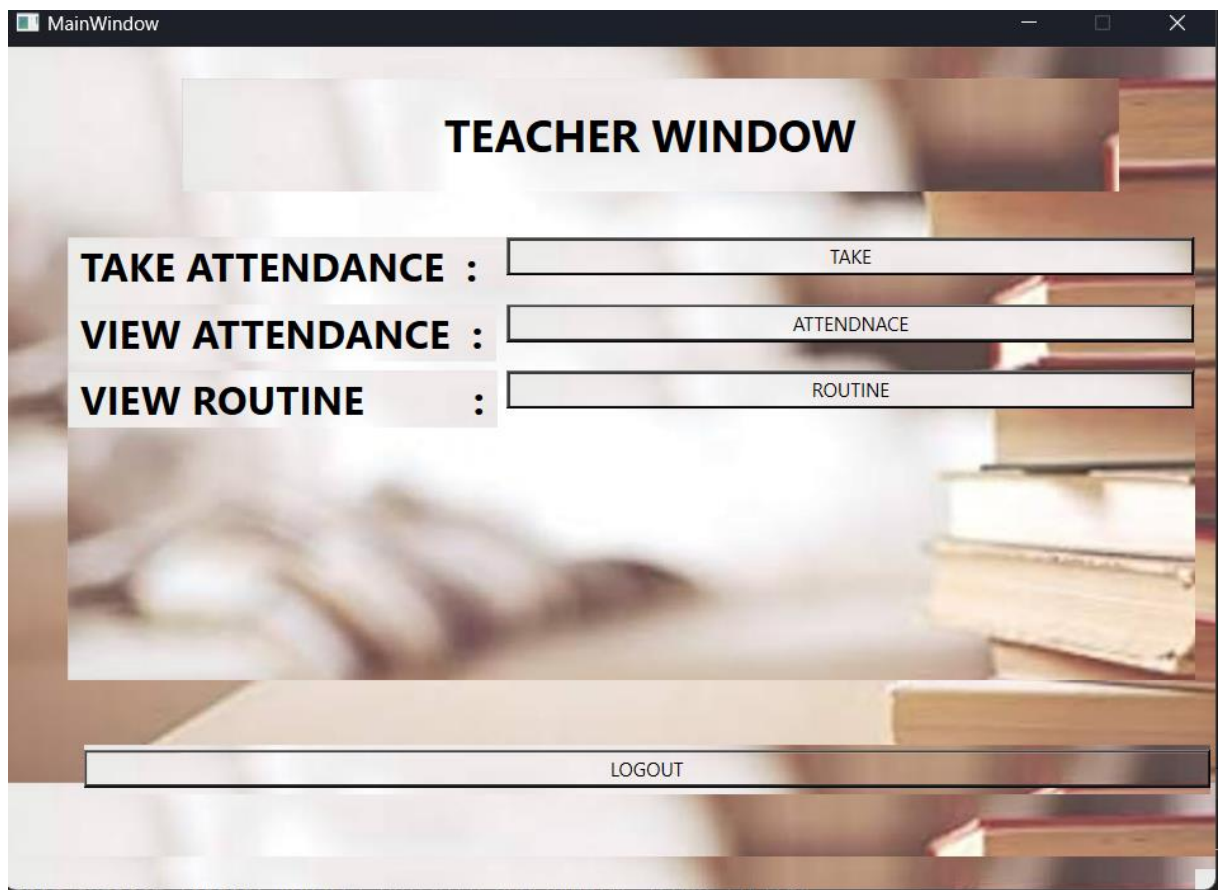 MainWindow
TEACHER WINDOW
TAKE ATTENDANCE : TAKE
VIEW ATTENDANCE : ATTENDNACE
VIEW ROUTINE : ROUTINE
LOGOUT